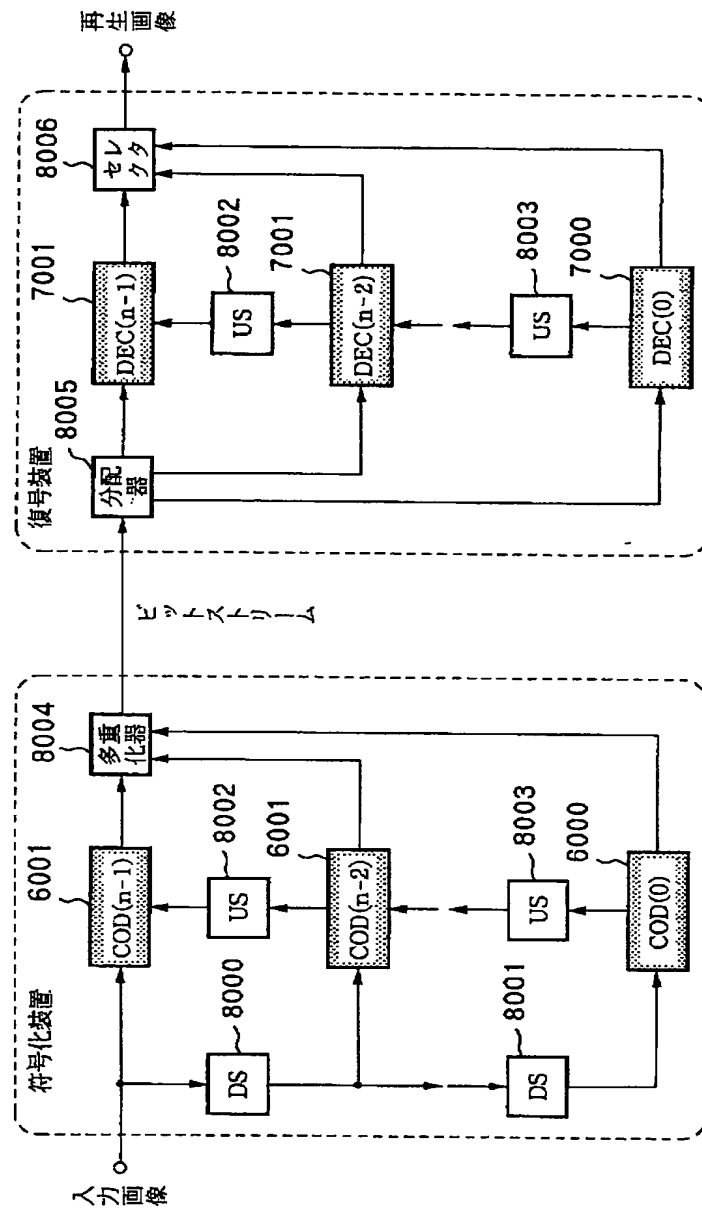 符号化装置
入力画像
6001
COD(n-1)
8004
多重
化器
8000
DS
8002
US
6001
COD(n-2)
8001
DS
8003
US
6000
COD(0)
ビットストリーム
復号装置
8005
分配
器
7001
DEC(n-1)
8006
セレ
クタ
再生画像
8002
US
7001
DEC(n-2)
8003
US
7000
DEC(0)